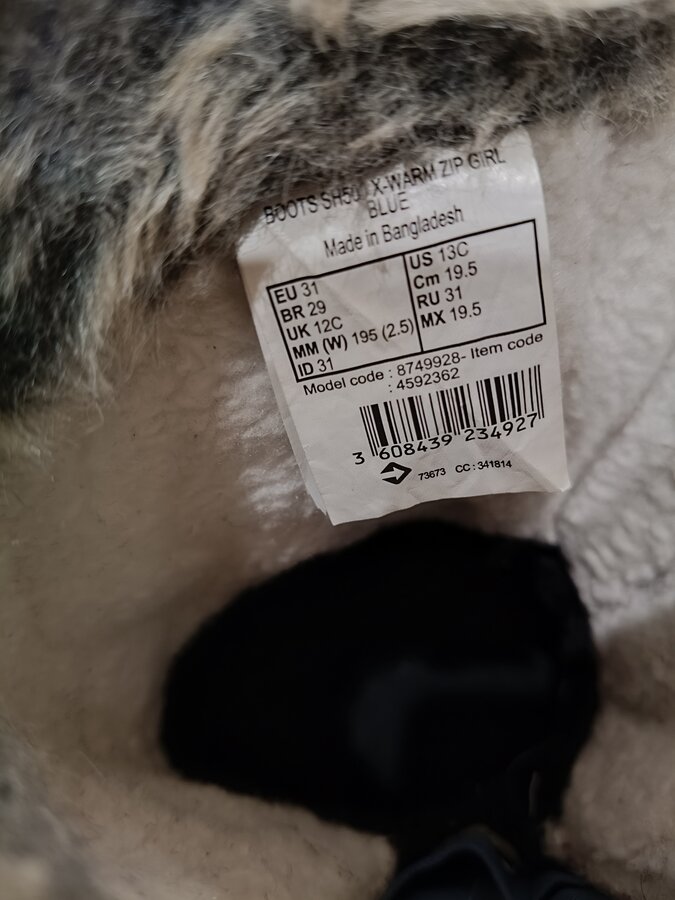 BOOTS SH500 X-WARM ZIP GIRL
BLUE
Made in Bangladesh
EU 31
BR 29
UK 12C
MM (W) 195 (2.5)
ID 31
US 13C
Cm 19.5
RU 31
MX 19.5
Model code : 8749928- Item code
: 4592362
3 608439 234927
73673 CC : 341814